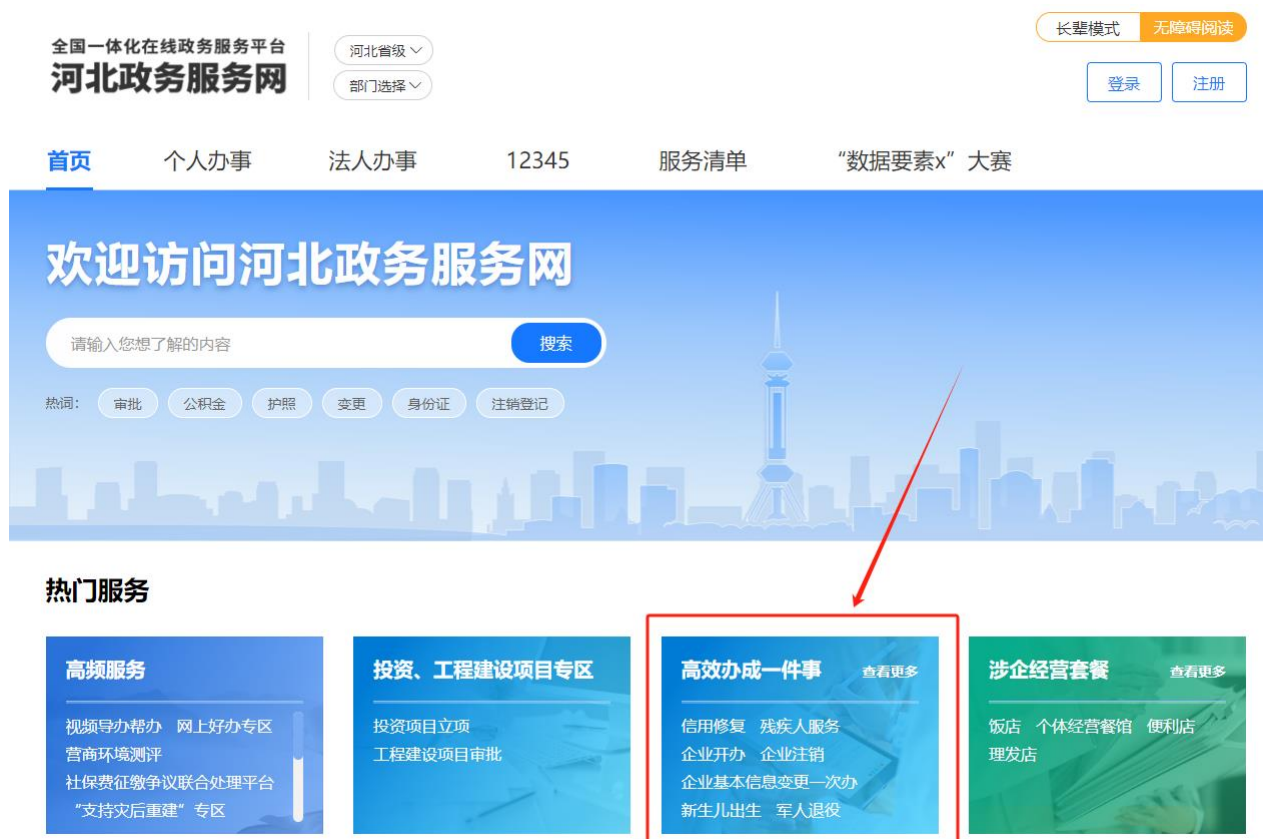 全国一体化在线政务服务平台
河北政务服务网
河北省级
部门选择
长辈模式 无障碍阅读
登录 注册
首页 个人办事 法人办事 12345 服务清单 “数据要素x”大赛
欢迎访问河北政务服务网
请输入您想了解的内容 搜索
热词： 审批 公积金 护照 变更 身份证 注销登记
热门服务
高频服务
视频导办帮办 网上好办专区
营商环境测评
社保费征缴争议联合处理平台
“支持灾后重建”专区
投资、工程建设项目专区
投资项目立项
工程建设项目审批
高效办成一件事 查看更多
信用修复 残疾人服务
企业开办 企业注销
企业基本信息变更一次办
新生儿出生 军人退役
涉企经营套餐 查看更多
饭店 个体经营餐馆 便利店
理发店